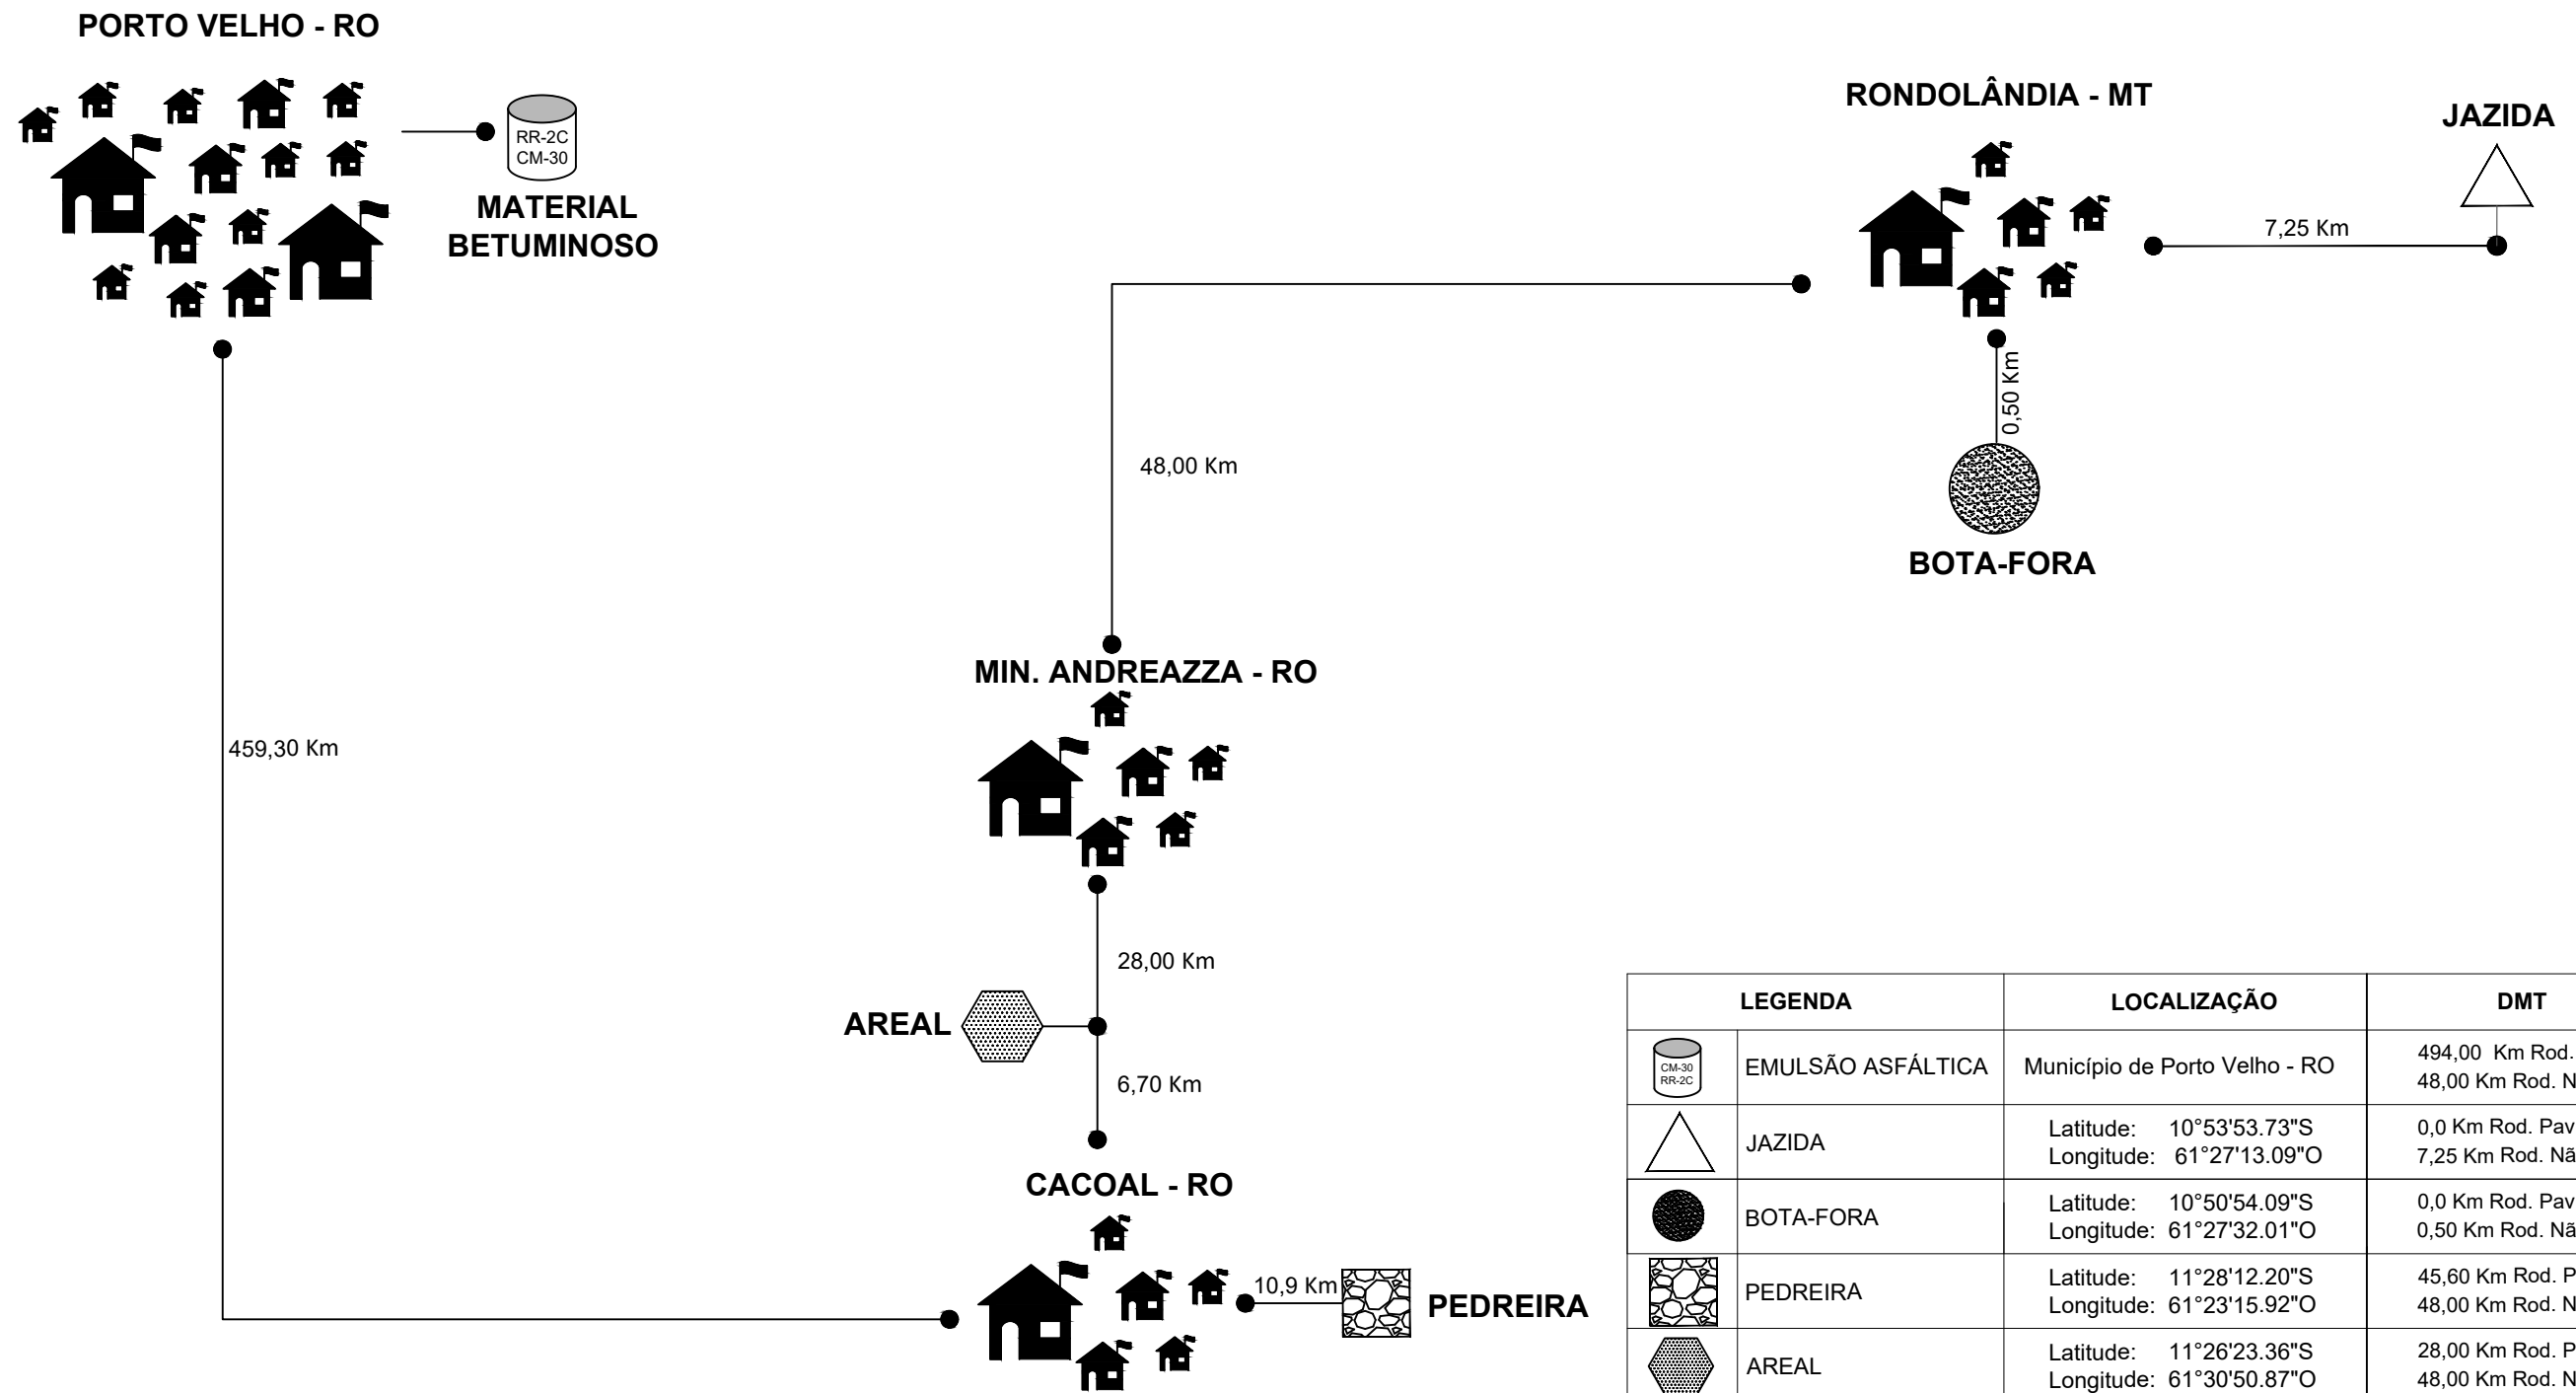 PORTO VELHO - RO
RR-2C
CM-30
MATERIAL
BETUMINOSO
RONDOLÂNDIA - MT
JAZIDA
7,25 Km
0,50 Km
BOTA-FORA
48,00 Km
MIN. ANDREAZZA - RO
459,30 Km
28,00 Km
AREAL
6,70 Km
CACOAL - RO
10,9 Km
PEDREIRA
LEGENDA LOCALIZAÇÃO DMT
CM-30
RR-2C
EMULSÃO ASFÁLTICA
Município de Porto Velho - RO
494,00 Km Rod.
48,00 Km Rod. N
JAZIDA
Latitude: 10°53'53.73"S
Longitude: 61°27'13.09"O
0,0 Km Rod. Pav
7,25 Km Rod. Nã
BOTA-FORA
Latitude: 10°50'54.09"S
Longitude: 61°27'32.01"O
0,0 Km Rod. Pav
0,50 Km Rod. Nã
PEDREIRA
Latitude: 11°28'12.20"S
Longitude: 61°23'15.92"O
45,60 Km Rod. P
48,00 Km Rod. N
AREAL
Latitude: 11°26'23.36"S
Longitude: 61°30'50.87"O
28,00 Km Rod. P
48,00 Km Rod. N